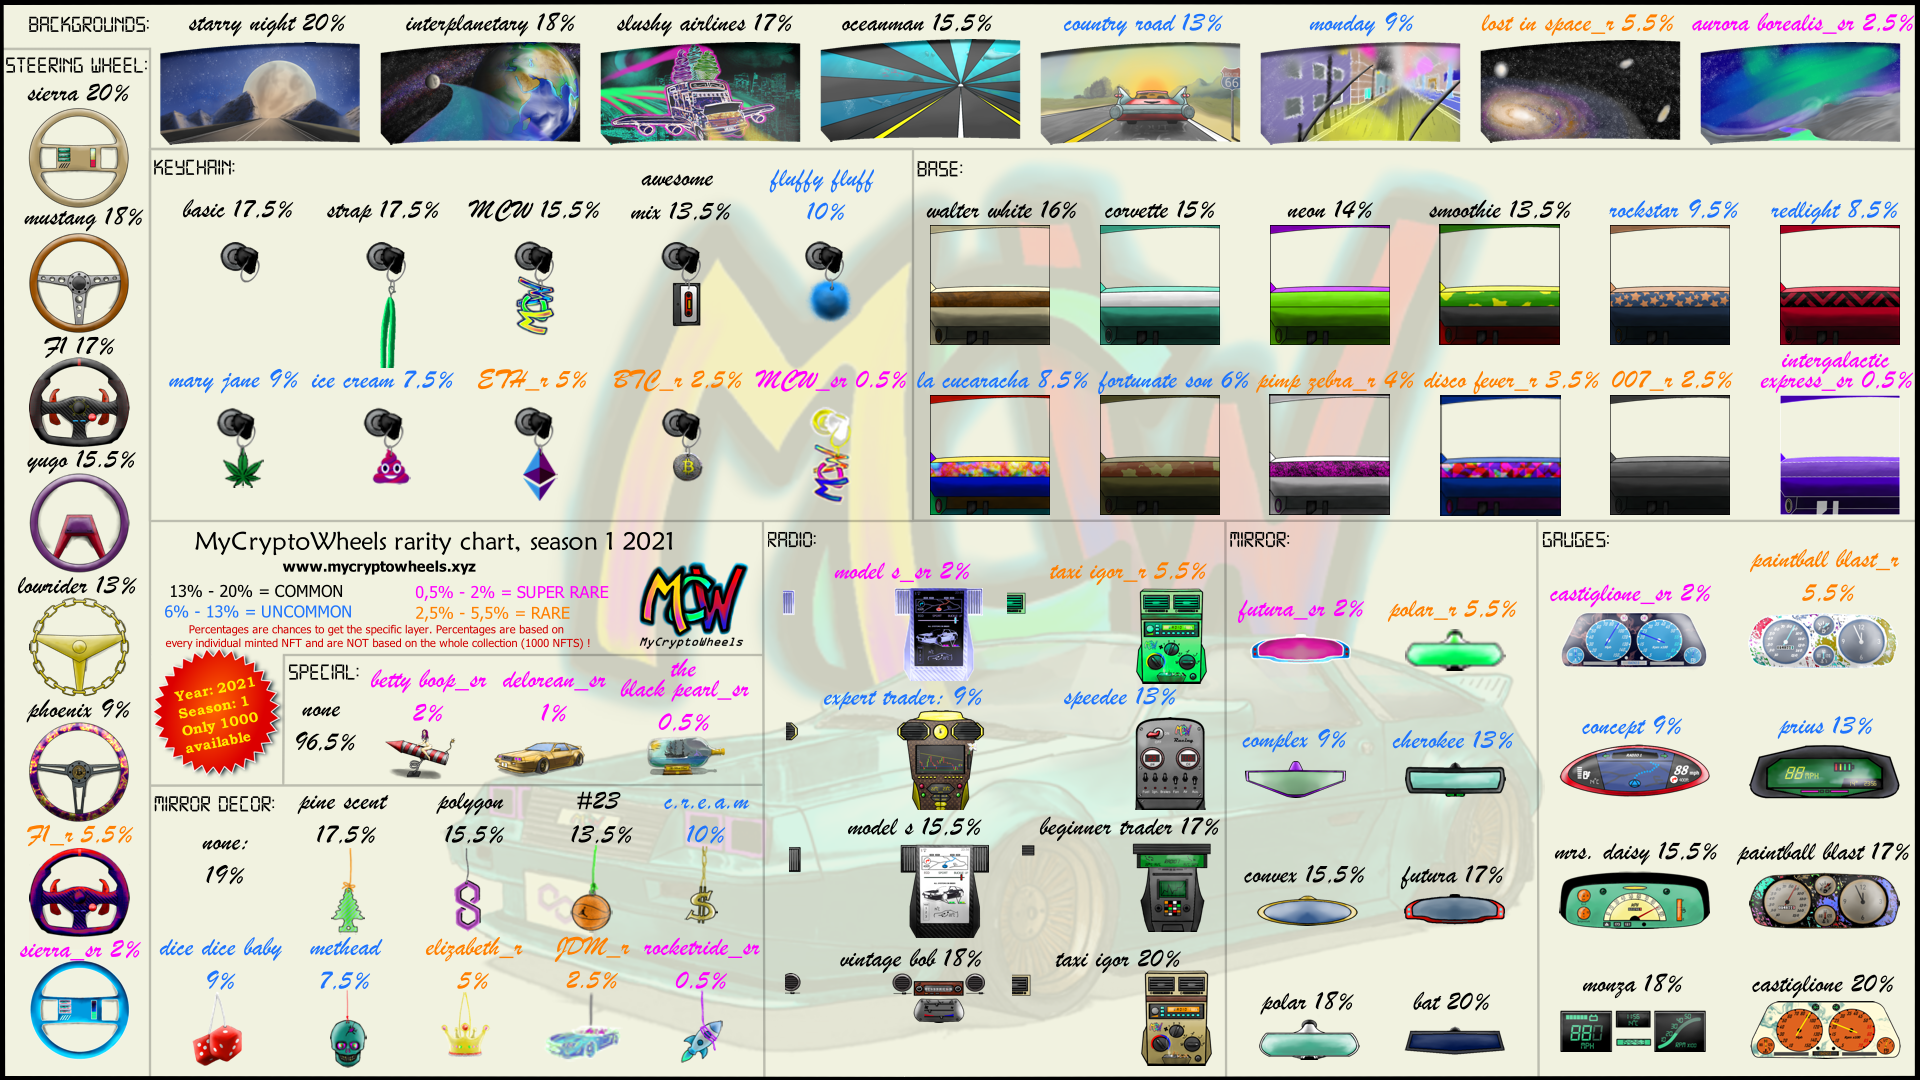 BACKGROUNDS:
starry night 20%
interplanetary 18%
slushy airlines 17%
oceanman 15,5%
country road 13%
monday 9%
lost in space_r 5,5%
aurora borealis_sr 2,5%
STEERING WHEEL:
sierra 20%
mustang 18%
F1 17%
yugo 15,5%
lowrider 13%
phoenix 9%
F1_r 5,5%
sierra_sr 2%
KEYCHAIN:
basic 17,5%
strap 17,5%
MCW 15,5%
awesome
mix 13,5%
fluffy fluff
10%
mary jane 9%
ice cream 7,5%
ETH_r 5%
BTC_r 2,5%
MCW_sr 0,5%
BASE:
walter white 16%
corvette 15%
neon 14%
smoothie 13,5%
rockstar 9,5%
redlight 8,5%
la cucaracha 8,5%
fortunate son 6%
pimp zebra_r 4%
disco fever_r 3,5%
007_r 2,5%
intergalactic
express_sr 0,5%
MyCryptoWheels rarity chart, season 1 2021
www.mycryptowheels.xyz
13% - 20% = COMMON
0,5% - 2% = SUPER RARE
6% - 13% = UNCOMMON
2,5% - 5,5% = RARE
Percentages are chances to get the specific layer. Percentages are based on
every individual minted NFT and are NOT based on the whole collection (1000 NFTS) !
MCW
MyCryptoWheels
Year: 2021
Season: 1
Only 1000
available
SPECIAL:
none
96,5%
betty boop_sr
2%
delorean_sr
1%
the
black pearl_sr
0,5%
MIRROR DECOR:
none:
19%
pine scent
17,5%
polygon
15,5%
#23
13,5%
c.r.e.a.m
10%
dice dice baby
9%
methead
7,5%
elizabeth_r
5%
JDM_r
2,5%
rocketride_sr
0,5%
RADIO:
model s_sr 2%
taxi igor_r 5,5%
expert trader: 9%
speedee 13%
model s 15,5%
beginner trader 17%
vintage bob 18%
taxi igor 20%
MIRROR:
futura_sr 2%
polar_r 5,5%
complex 9%
cherokee 13%
convex 15,5%
futura 17%
polar 18%
bat 20%
GAUGES:
castiglione_sr 2%
paintball blast_r
5,5%
concept 9%
prius 13%
mrs. daisy 15,5%
paintball blast 17%
monza 18%
castiglione 20%